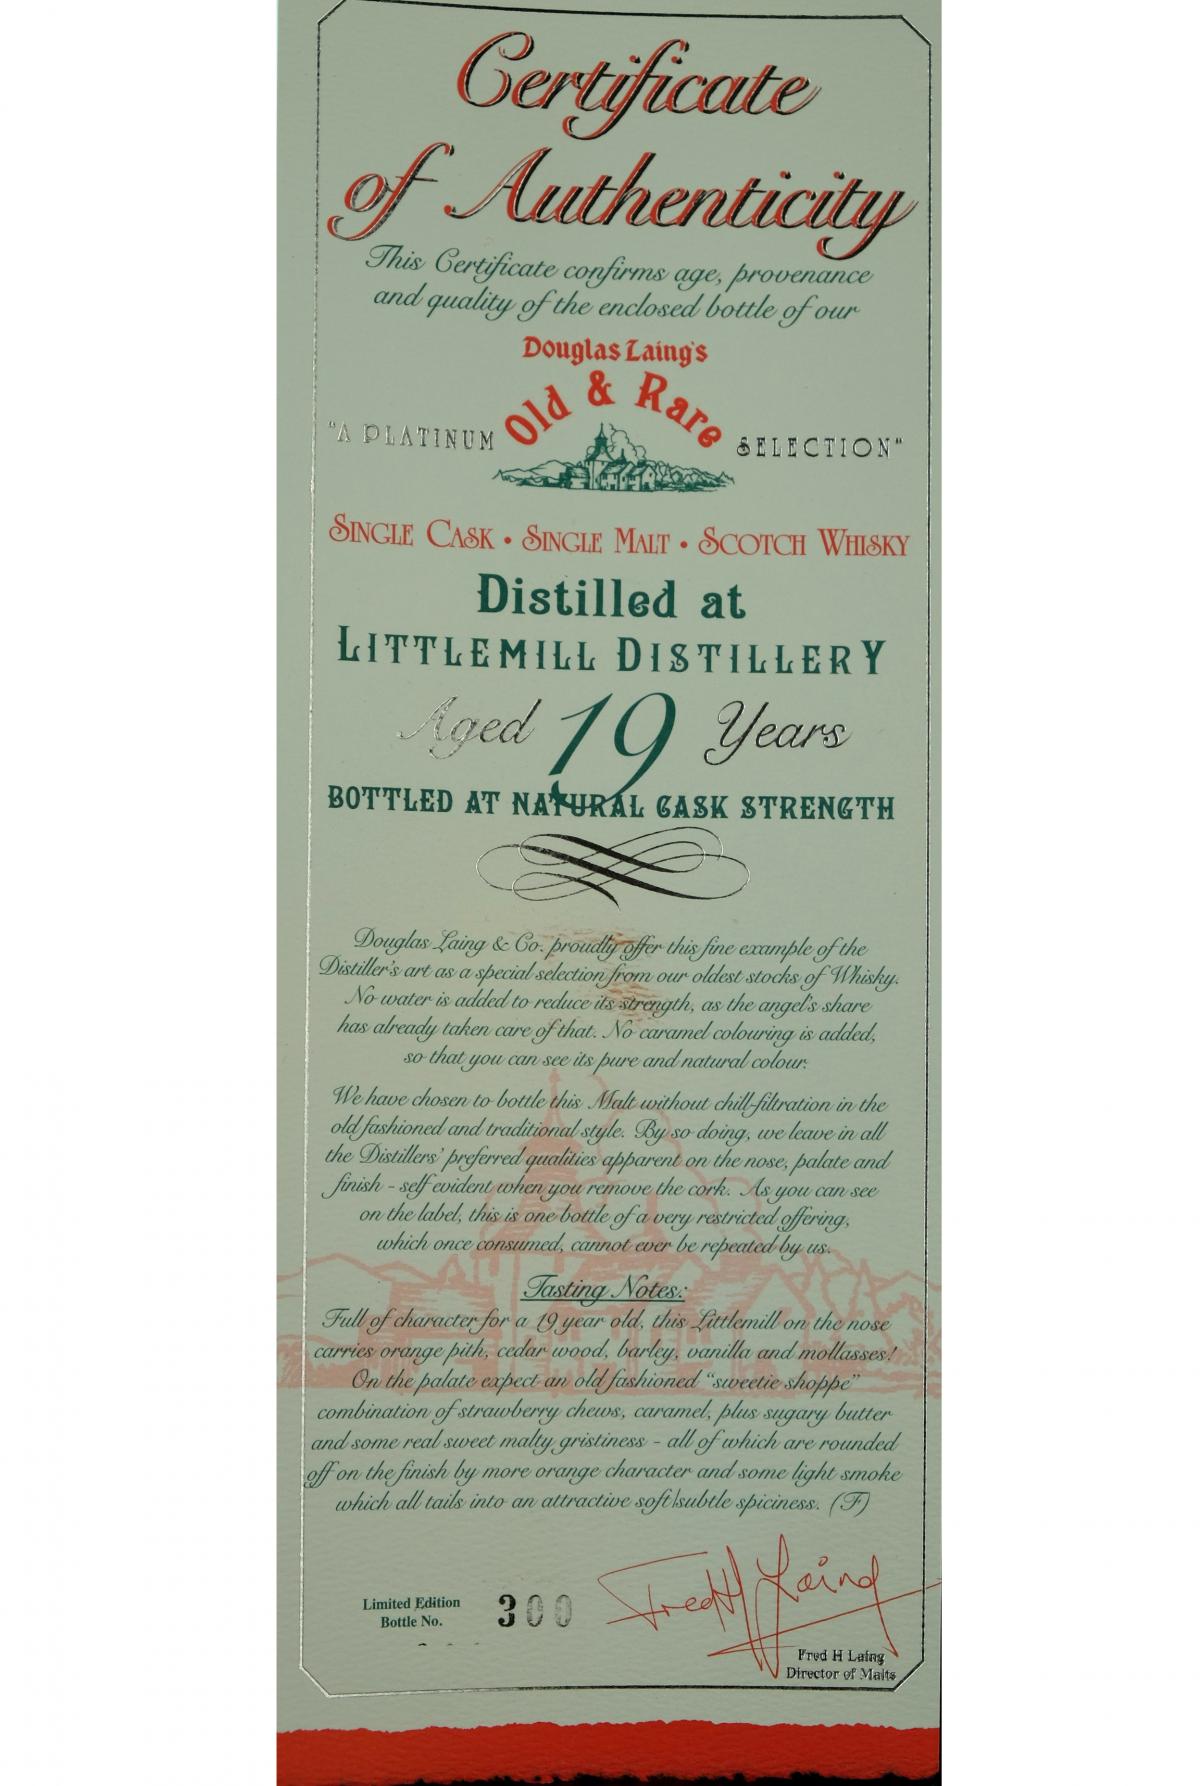 Certificate
of Authenticity
This Certificate confirms age, provenance
and quality of the enclosed bottle of our
Douglas Laing's
Old & Rare
"A PLATINUM SELECTION"
SINGLE CASK • SINGLE MALT • SCOTCH WHISKY
Distilled at
LITTLEMILL DISTILLERY
Aged 19 Years
BOTTLED AT NATURAL CASK STRENGTH
Douglas Laing & Co. proudly offer this fine example of the
Distiller's art as a special selection from our oldest stocks of Whisky.
No water is added to reduce its strength, as the angel's share
has already taken care of that. No caramel colouring is added,
so that you can see its pure and natural colour.
We have chosen to bottle this Malt without chill-filtration in the
old fashioned and traditional style. By so doing, we leave in all
the Distillers' preferred qualities apparent on the nose, palate and
finish - self evident when you remove the cork. As you can see
on the label, this is one bottle of a very restricted offering,
which once consumed, cannot ever be repeated by us.
Tasting Notes:
Full of character for a 19 year old, this Littlemill on the nose
carries orange pith, cedar wood, barley, vanilla and mollasses!
On the palate expect an old fashioned "sweetie shoppe"
combination of strawberry chews, caramel, plus sugary butter
and some real sweet malty gristiness - all of which are rounded
off on the finish by more orange character and some light smoke
which all tails into an attractive soft\subtle spiciness. (F)
Fred H Laing
Limited Edition
Bottle No. 300
Fred H Laing
Director of Malts